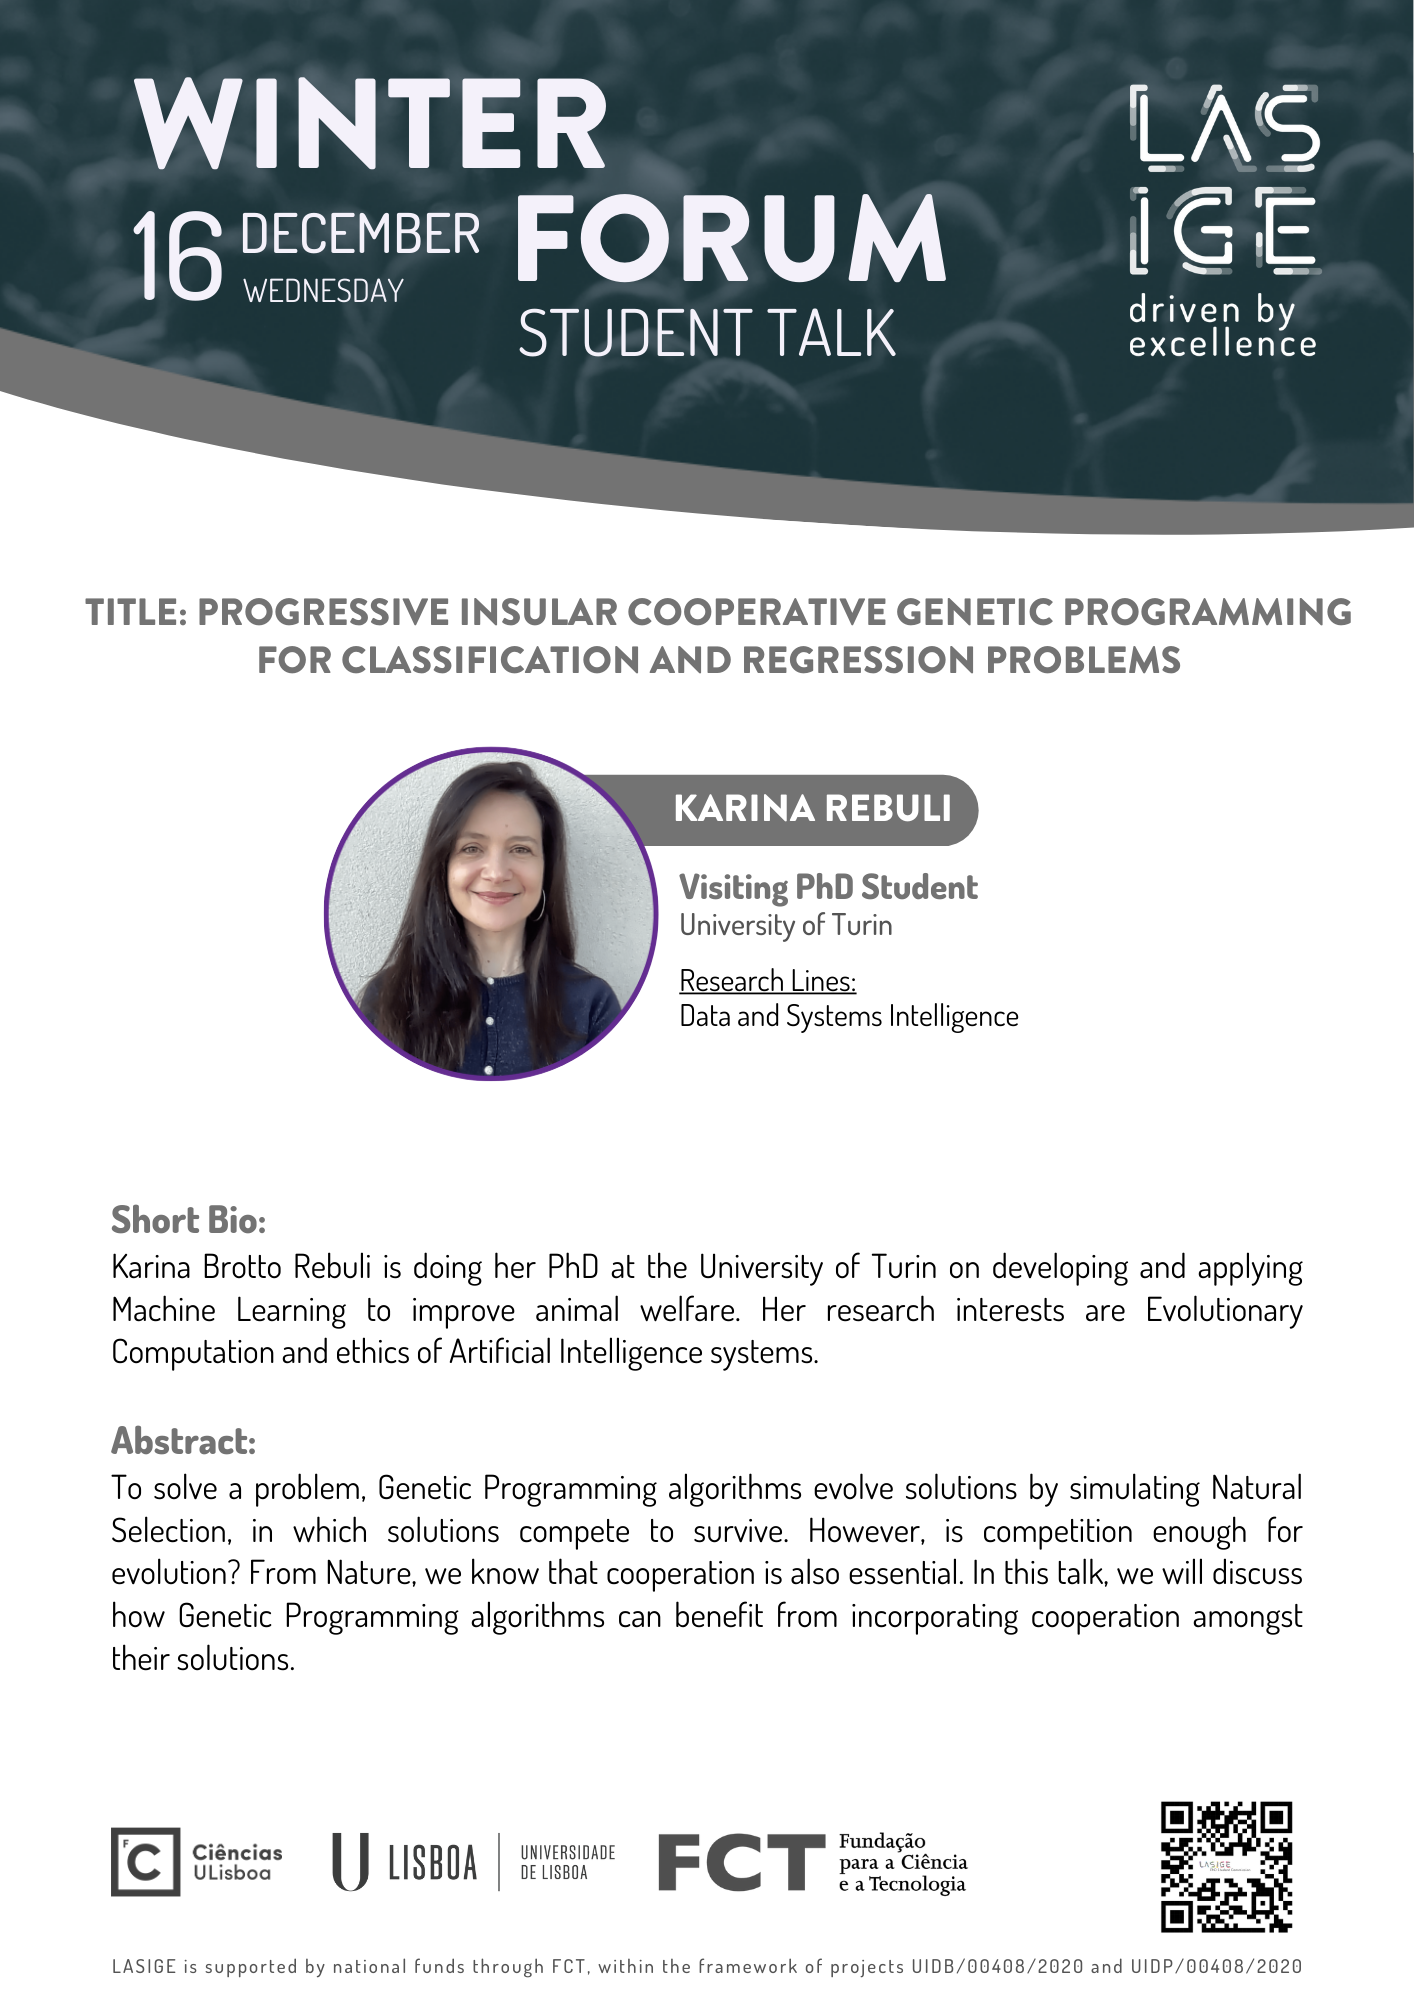 WINTER
FORUM
16 DECEMBER
WEDNESDAY
STUDENT TALK
LAS
IGE
driven by
excellence
TITLE: PROGRESSIVE INSULAR COOPERATIVE GENETIC PROGRAMMING
FOR CLASSIFICATION AND REGRESSION PROBLEMS
KARINA REBULI
Visiting PhD Student
University of Turin
Research Lines:
Data and Systems Intelligence
Short Bio:
Karina Brotto Rebuli is doing her PhD at the University of Turin on developing and applying
Machine Learning to improve animal welfare. Her research interests are Evolutionary
Computation and ethics of Artificial Intelligence systems.
Abstract:
To solve a problem, Genetic Programming algorithms evolve solutions by simulating Natural
Selection, in which solutions compete to survive. However, is competition enough for
evolution? From Nature, we know that cooperation is also essential. In this talk, we will discuss
how Genetic Programming algorithms can benefit from incorporating cooperation amongst
their solutions.
F C
Ciências
ULisboa
U LISBOA
UNIVERSIDADE
DE LISBOA
FCT
Fundação
para a Ciência
e a Tecnologia
LASIGE
LASIGE is supported by national funds through FCT, within the framework of projects UIDB/00408/2020 and UIDP/00408/2020